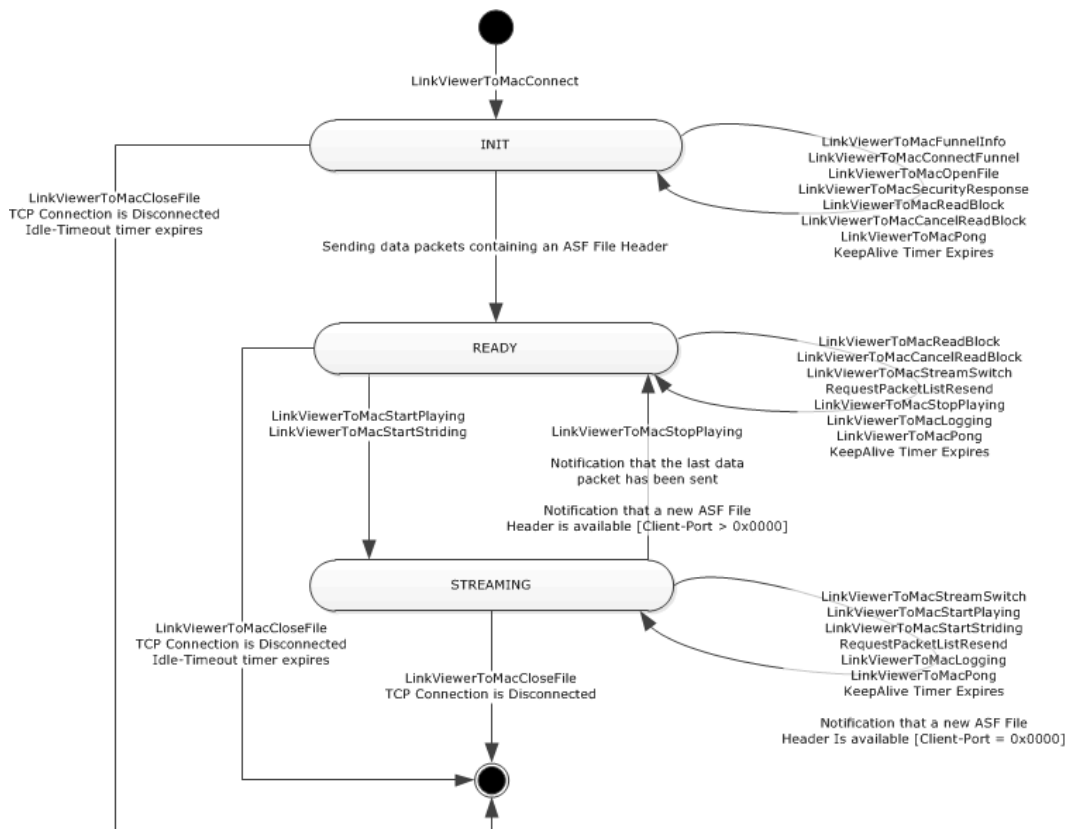 LinkViewerToMacConnect
INIT
LinkViewerToMacFunnelInfo
LinkViewerToMacConnectFunnel
LinkViewerToMacOpenFile
LinkViewerToMacSecurityResponse
LinkViewerToMacReadBlock
LinkViewerToMacCancelReadBlock
LinkViewerToMacPong
KeepAlive Timer Expires
LinkViewerToMacCloseFile
TCP Connection is Disconnected
Idle-Timeout timer expires
Sending data packets containing an ASF File Header
READY
LinkViewerToMacReadBlock
LinkViewerToMacCancelReadBlock
LinkViewerToMacStreamSwitch
RequestPacketListResend
LinkViewerToMacStopPlaying
LinkViewerToMacLogging
LinkViewerToMacPong
KeepAlive Timer Expires
LinkViewerToMacStartPlaying
LinkViewerToMacStartStriding
LinkViewerToMacStopPlaying
Notification that the last data
packet has been sent
Notification that a new ASF File
Header is available [Client-Port > 0x0000]
STREAMING
LinkViewerToMacStreamSwitch
LinkViewerToMacStartPlaying
LinkViewerToMacStartStriding
RequestPacketListResend
LinkViewerToMacLogging
LinkViewerToMacPong
KeepAlive Timer Expires
Notification that a new ASF File
Header Is available [Client-Port = 0x0000]
LinkViewerToMacCloseFile
TCP Connection is Disconnected
Idle-Timeout timer expires
LinkViewerToMacCloseFile
TCP Connection is Disconnected